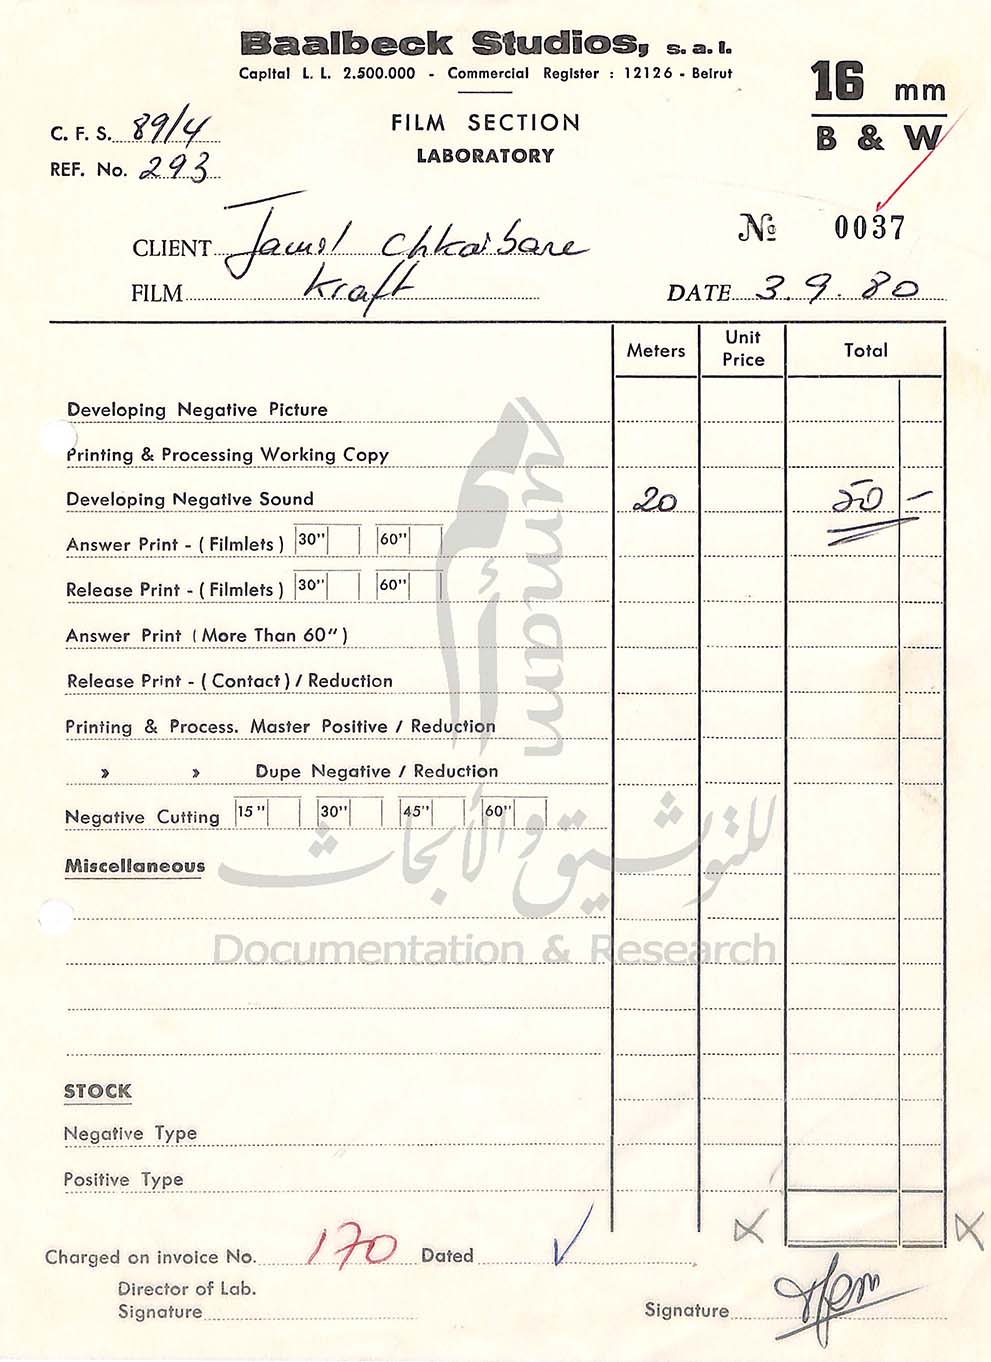 Baalbeck Studios, s.a.l.
Capital L. L. 2.500.000 - Commercial Register : 12126 - Beirut
16 mm
B & W
FILM SECTION
LABORATORY
C. F. S. 89/4
REF. No. 293
№ 0037
CLIENT
FILM Kraft
DATE 3. 9. 80
Meters Unit Price Total
Developing Negative Picture
Printing & Processing Working Copy
Developing Negative Sound 20 50 -
Answer Print - ( Filmlets ) 30" 60"
Release Print - ( Filmlets ) 30" 60"
Answer Print ( More Than 60" )
Release Print - ( Contact ) / Reduction
Printing & Process. Master Positive / Reduction
» » Dupe Negative / Reduction
Negative Cutting 15" 30" 45" 60"
Miscellaneous
umam
للتوثيق والأبحاث
Documentation & Research
STOCK
Negative Type
Positive Type
Charged on invoice No. 170 Dated
Director of Lab.
Signature
Signature